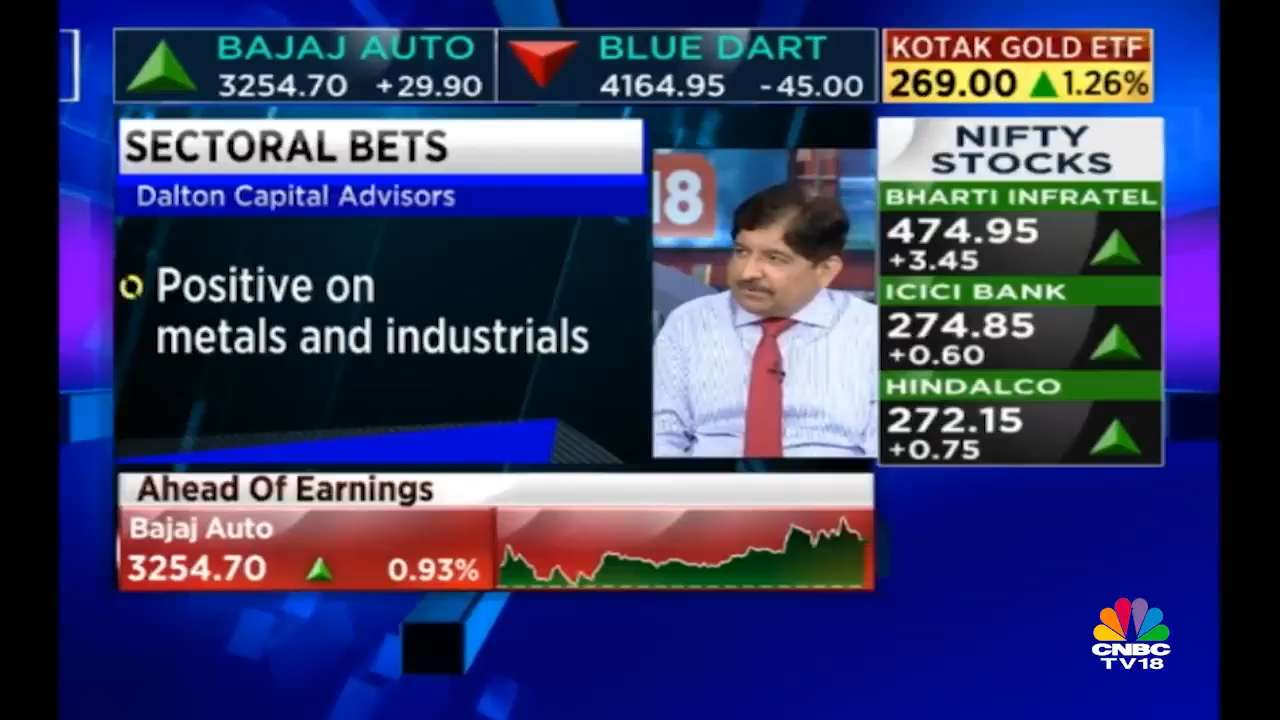 BAJAJ AUTO
3254.70 +29.90
BLUE DART
4164.95 -45.00
KOTAK GOLD ETF
269.00 1.26%
SECTORAL BETS
Dalton Capital Advisors
Positive on
metals and industrials
18
NIFTY
STOCKS
BHARTI INFRATEL
474.95
+3.45
ICICI BANK
274.85
+0.60
HINDALCO
272.15
+0.75
Ahead Of Earnings
Bajaj Auto
3254.70 0.93%
CNBC
TV18